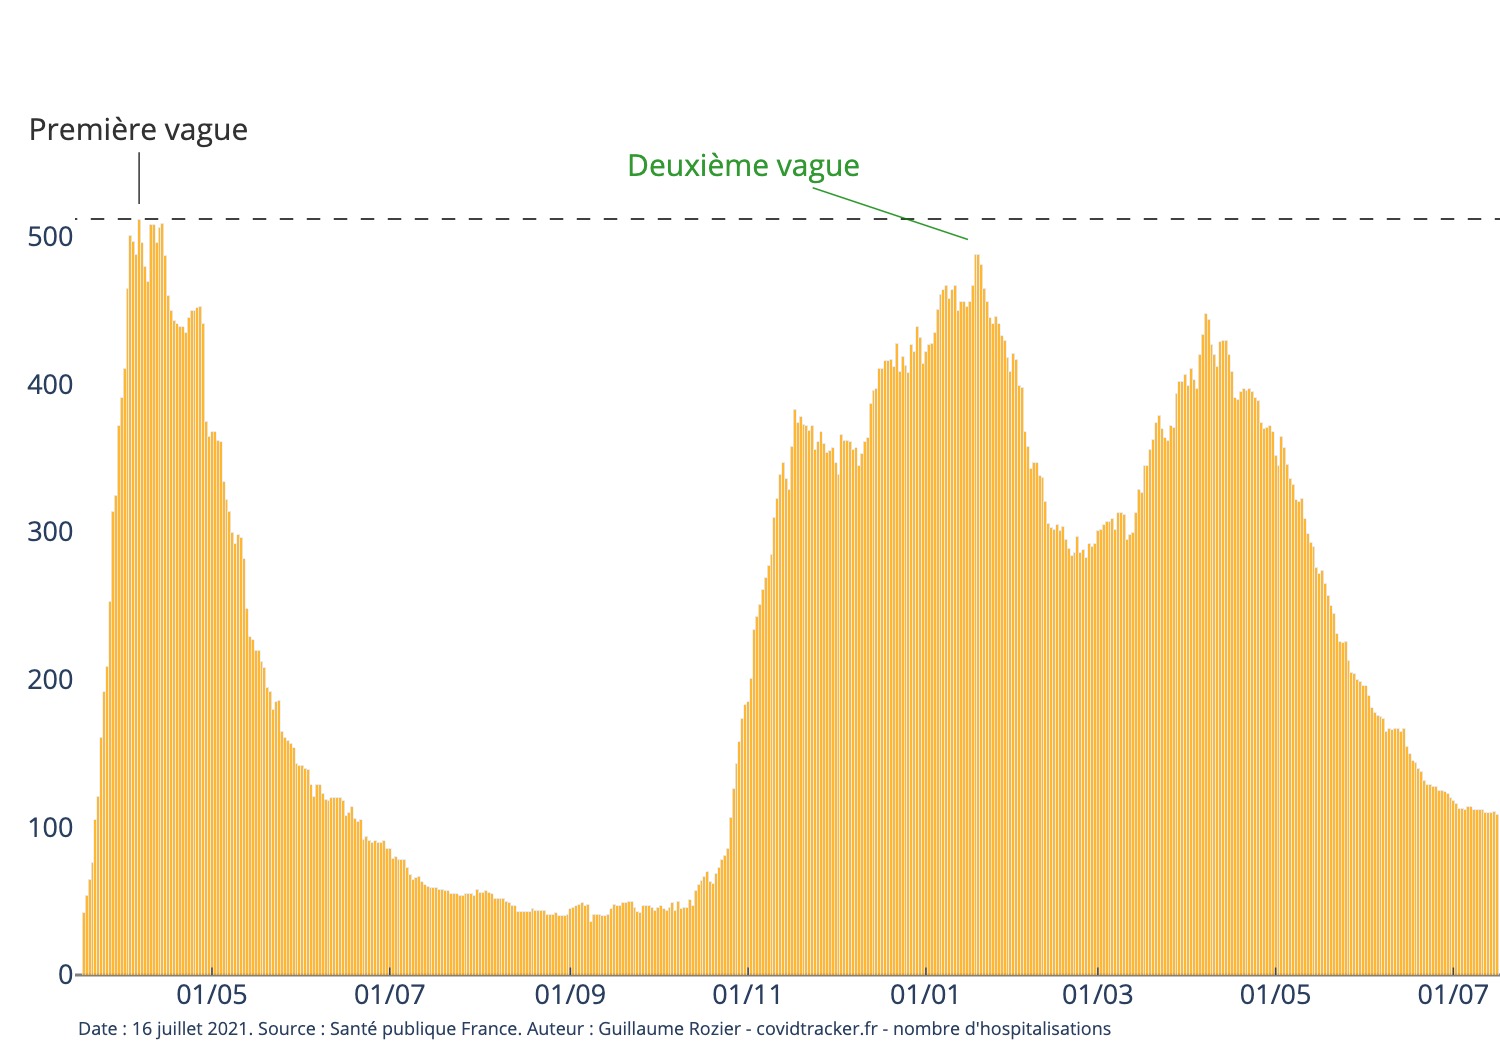 Première vague
Deuxième vague
500
400
300
200
100
0
01/05 01/07 01/09 01/11 01/01 01/03 01/05 01/07
Date : 16 juillet 2021. Source : Santé publique France. Auteur : Guillaume Rozier - covidtracker.fr - nombre d'hospitalisations